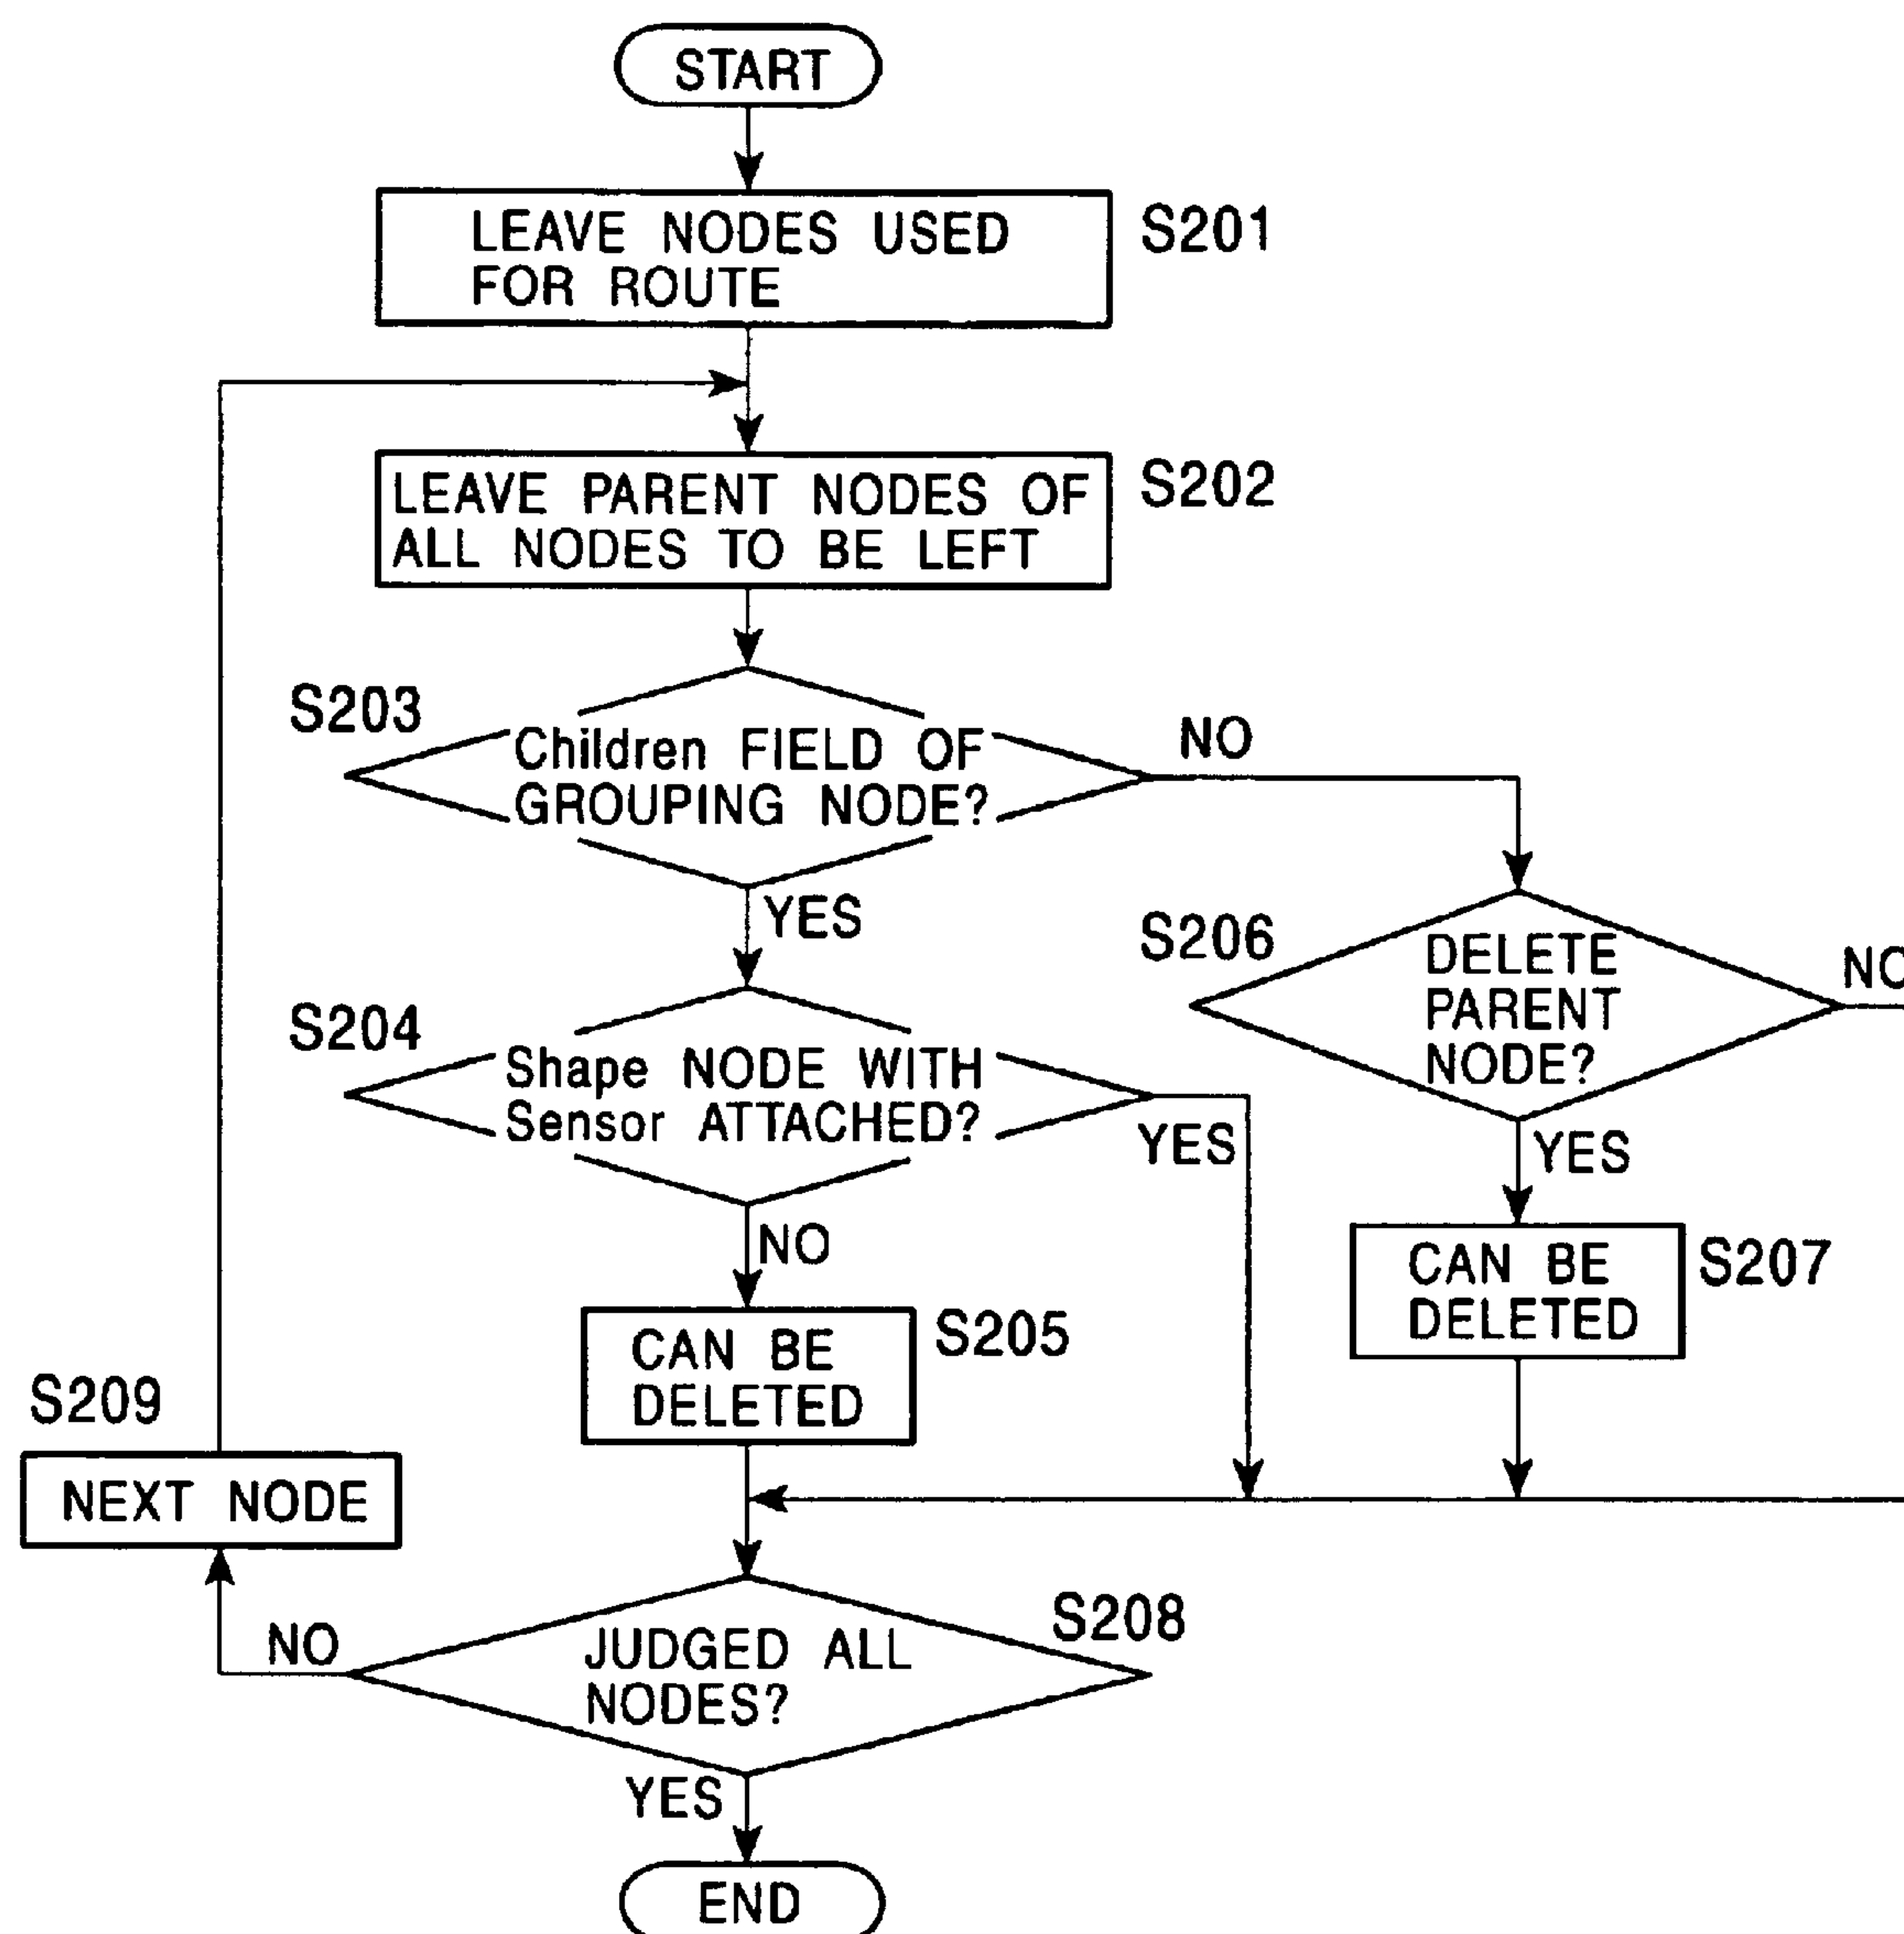 START
LEAVE NODES USED
FOR ROUTE
S201
LEAVE PARENT NODES OF
ALL NODES TO BE LEFT
S202
S203
Children FIELD OF
GROUPING NODE?
NO
YES
S204
Shape NODE WITH
Sensor ATTACHED?
YES
NO
S206
DELETE
PARENT
NODE?
NO
YES
CAN BE
DELETED
S205
CAN BE
DELETED
S207
S209
NEXT NODE
JUDGED ALL
NODES?
S208
NO
YES
END